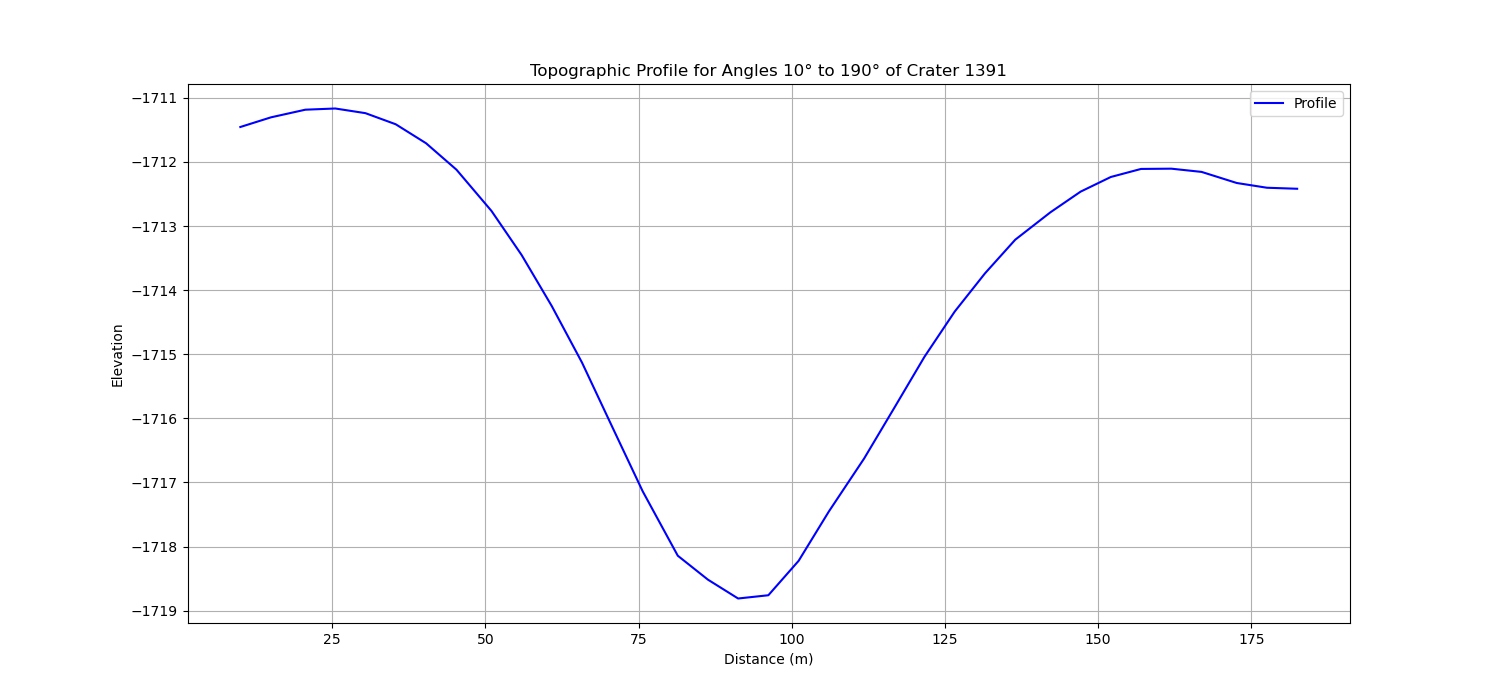 Topographic Profile for Angles 10° to 190° of Crater 1391
Profile
−1711
−1712
−1713
−1714
−1715
−1716
−1717
−1718
−1719
Elevation
25 50 75 100 125 150 175
Distance (m)